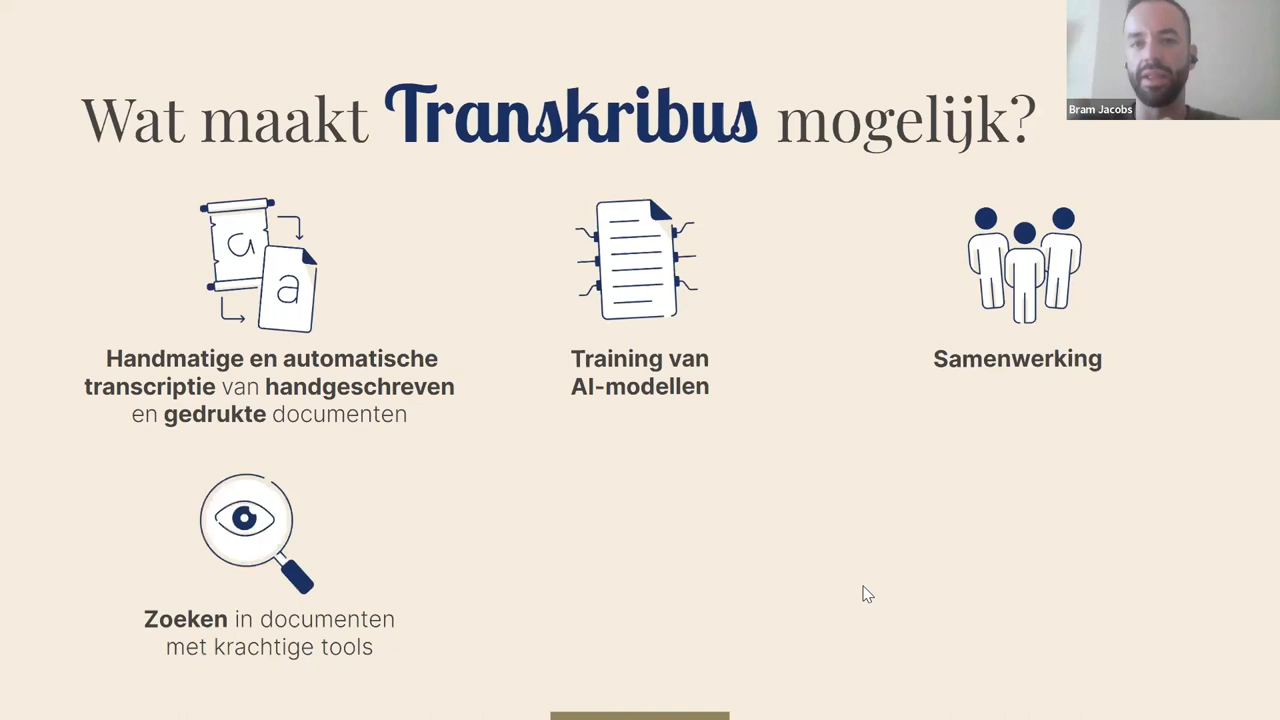 Wat maakt Transkribus mogelijk?
Bram Jacobs
a
a
Handmatige en automatische
transcriptie van handgeschreven
en gedrukte documenten
Training van
AI-modellen
Samenwerking
Zoeken in documenten
met krachtige tools